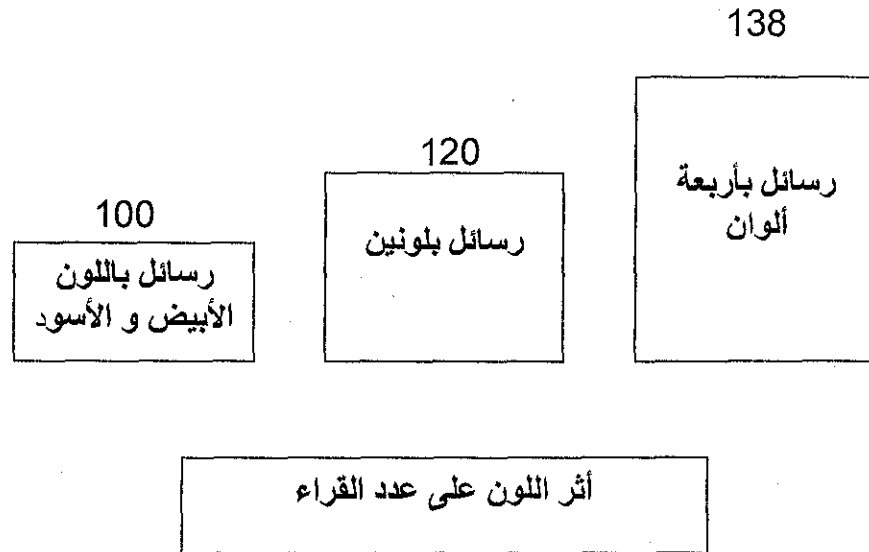 138
رسائل بأربعة
ألوان
120
رسائل بلونين
100
رسائل باللون
الأبيض و الأسود
أثر اللون على عدد القراء